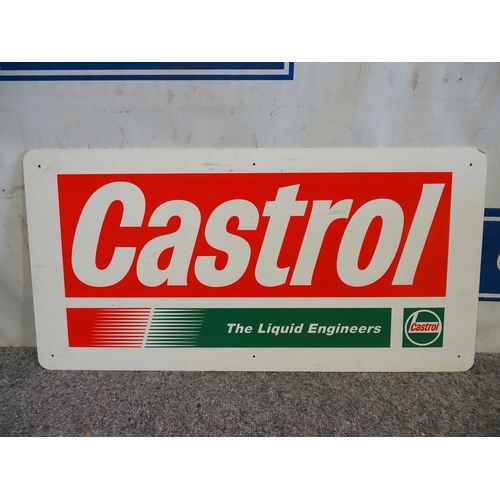 Castrol
The Liquid Engineers
Castrol